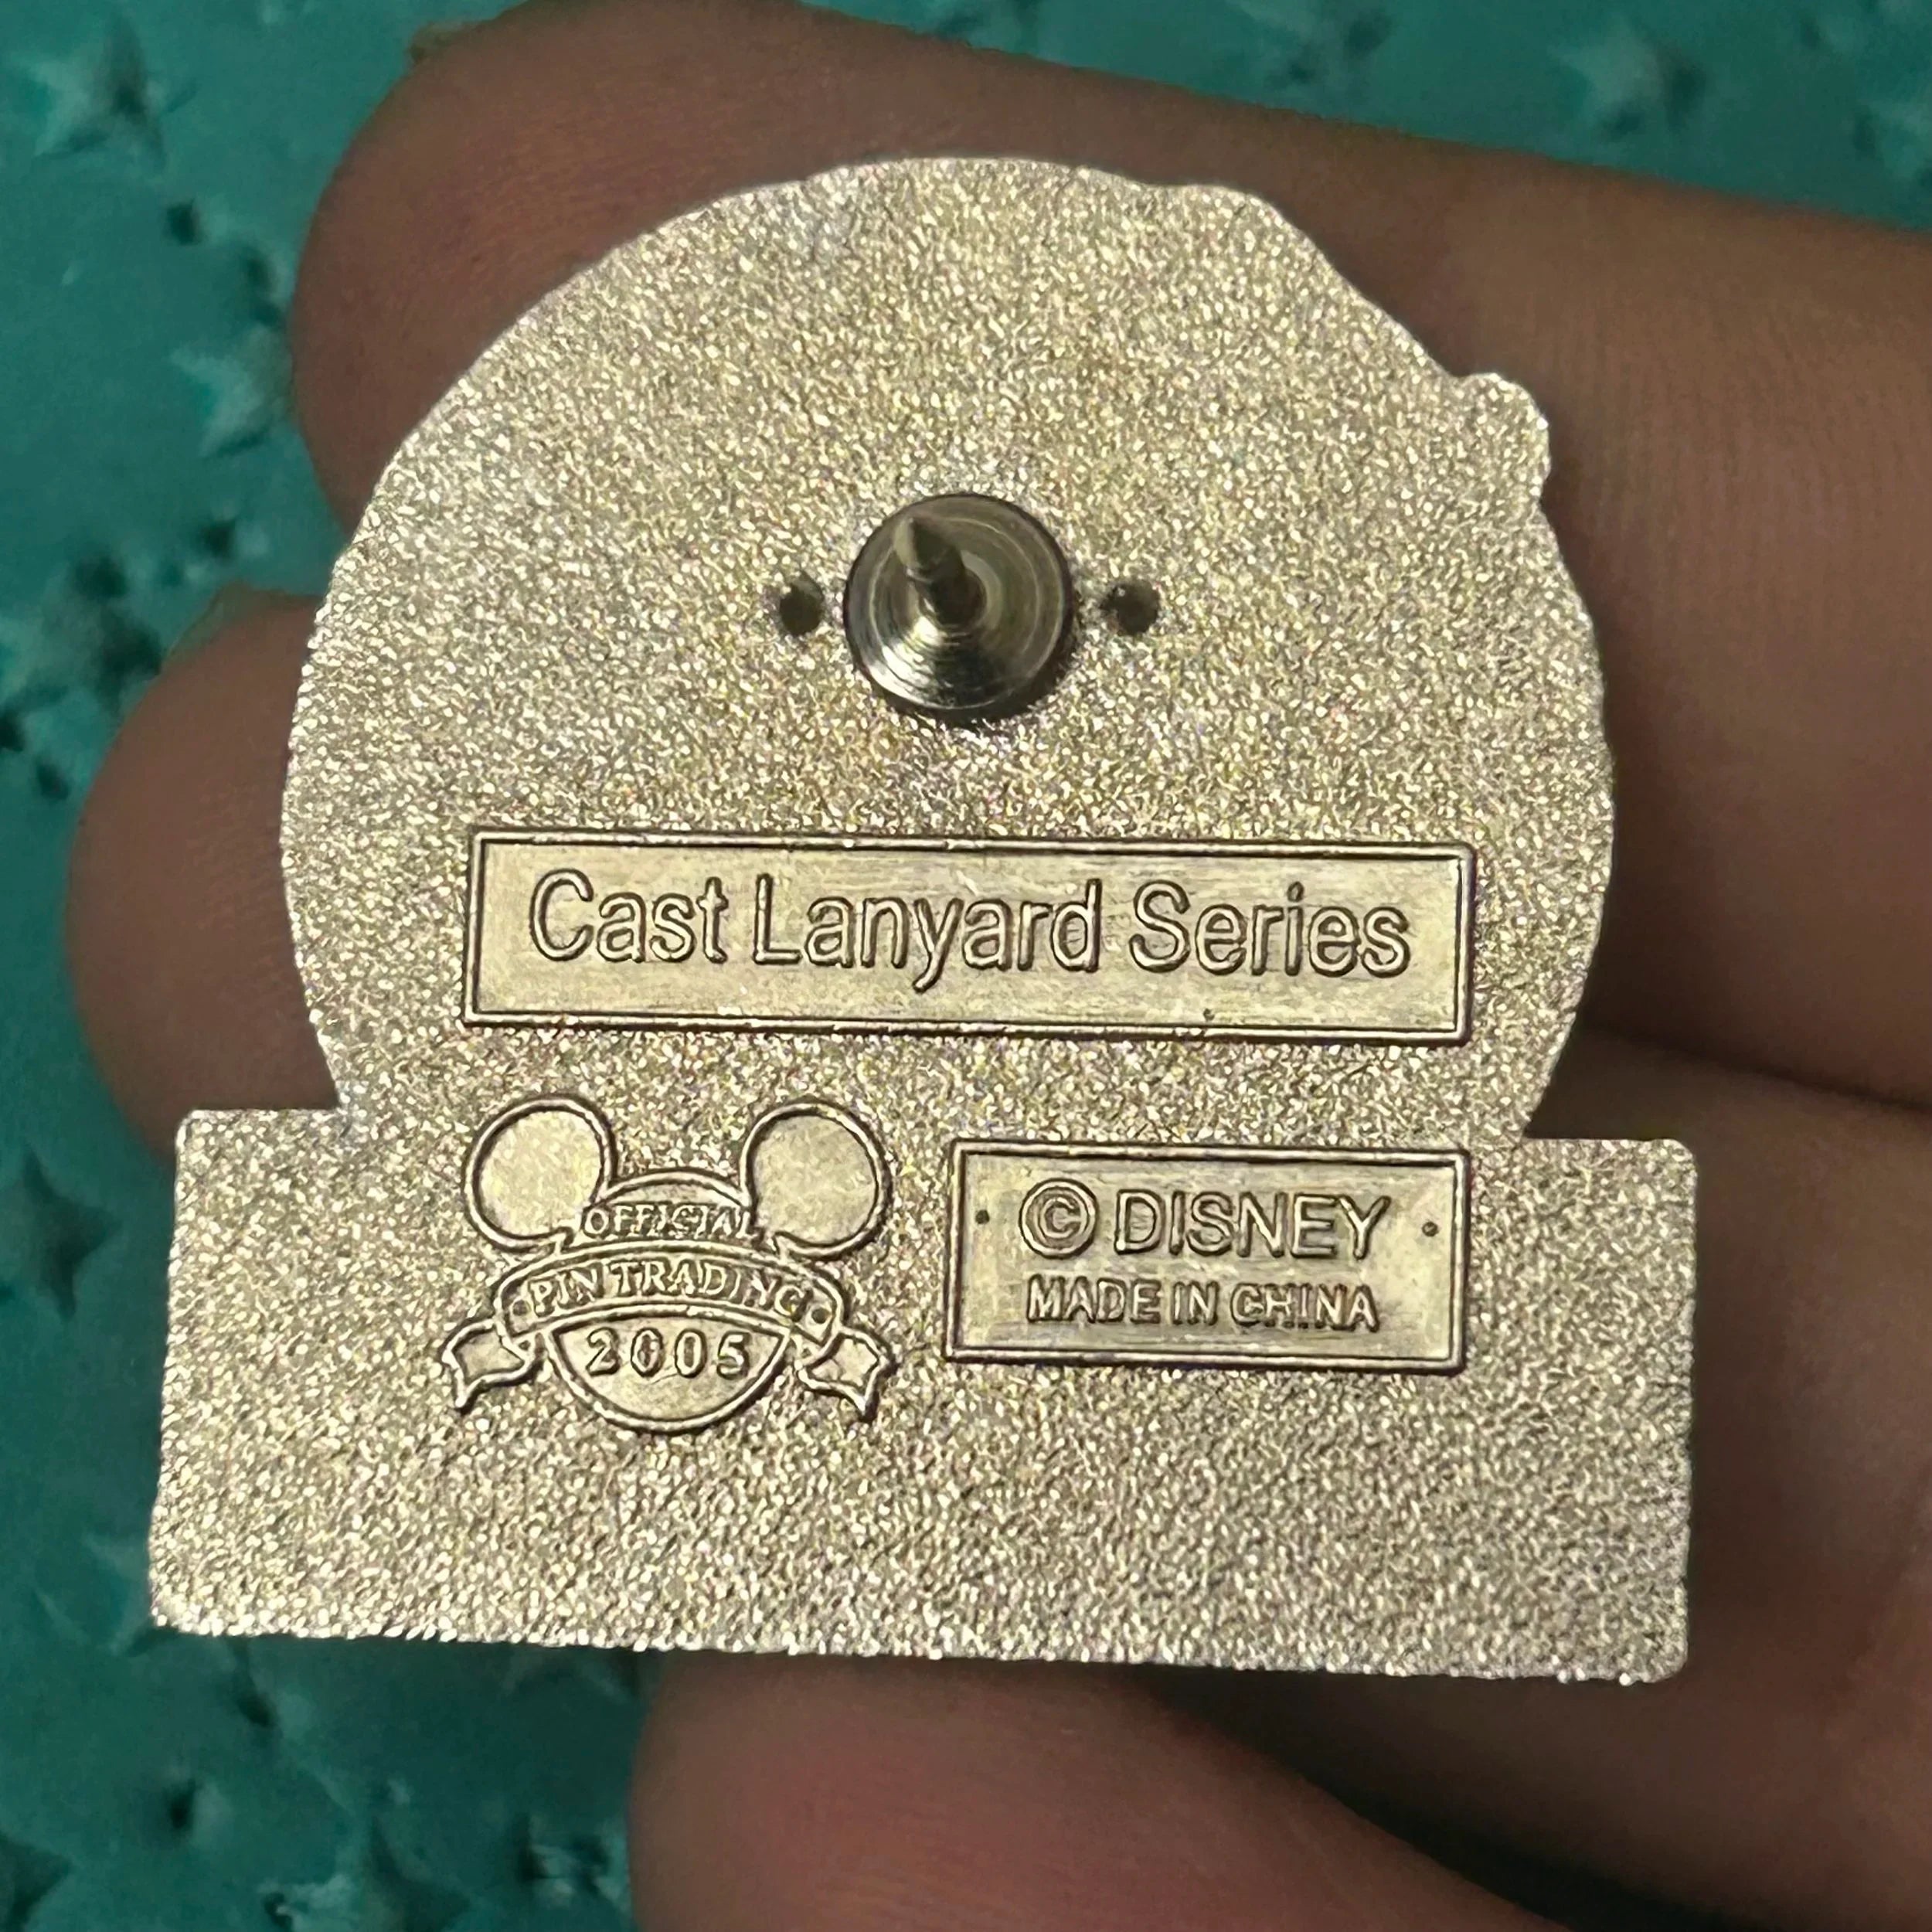 Cast Lanyard Series
OFFICIAL
PIN TRADING
2005
© DISNEY
MADE IN CHINA